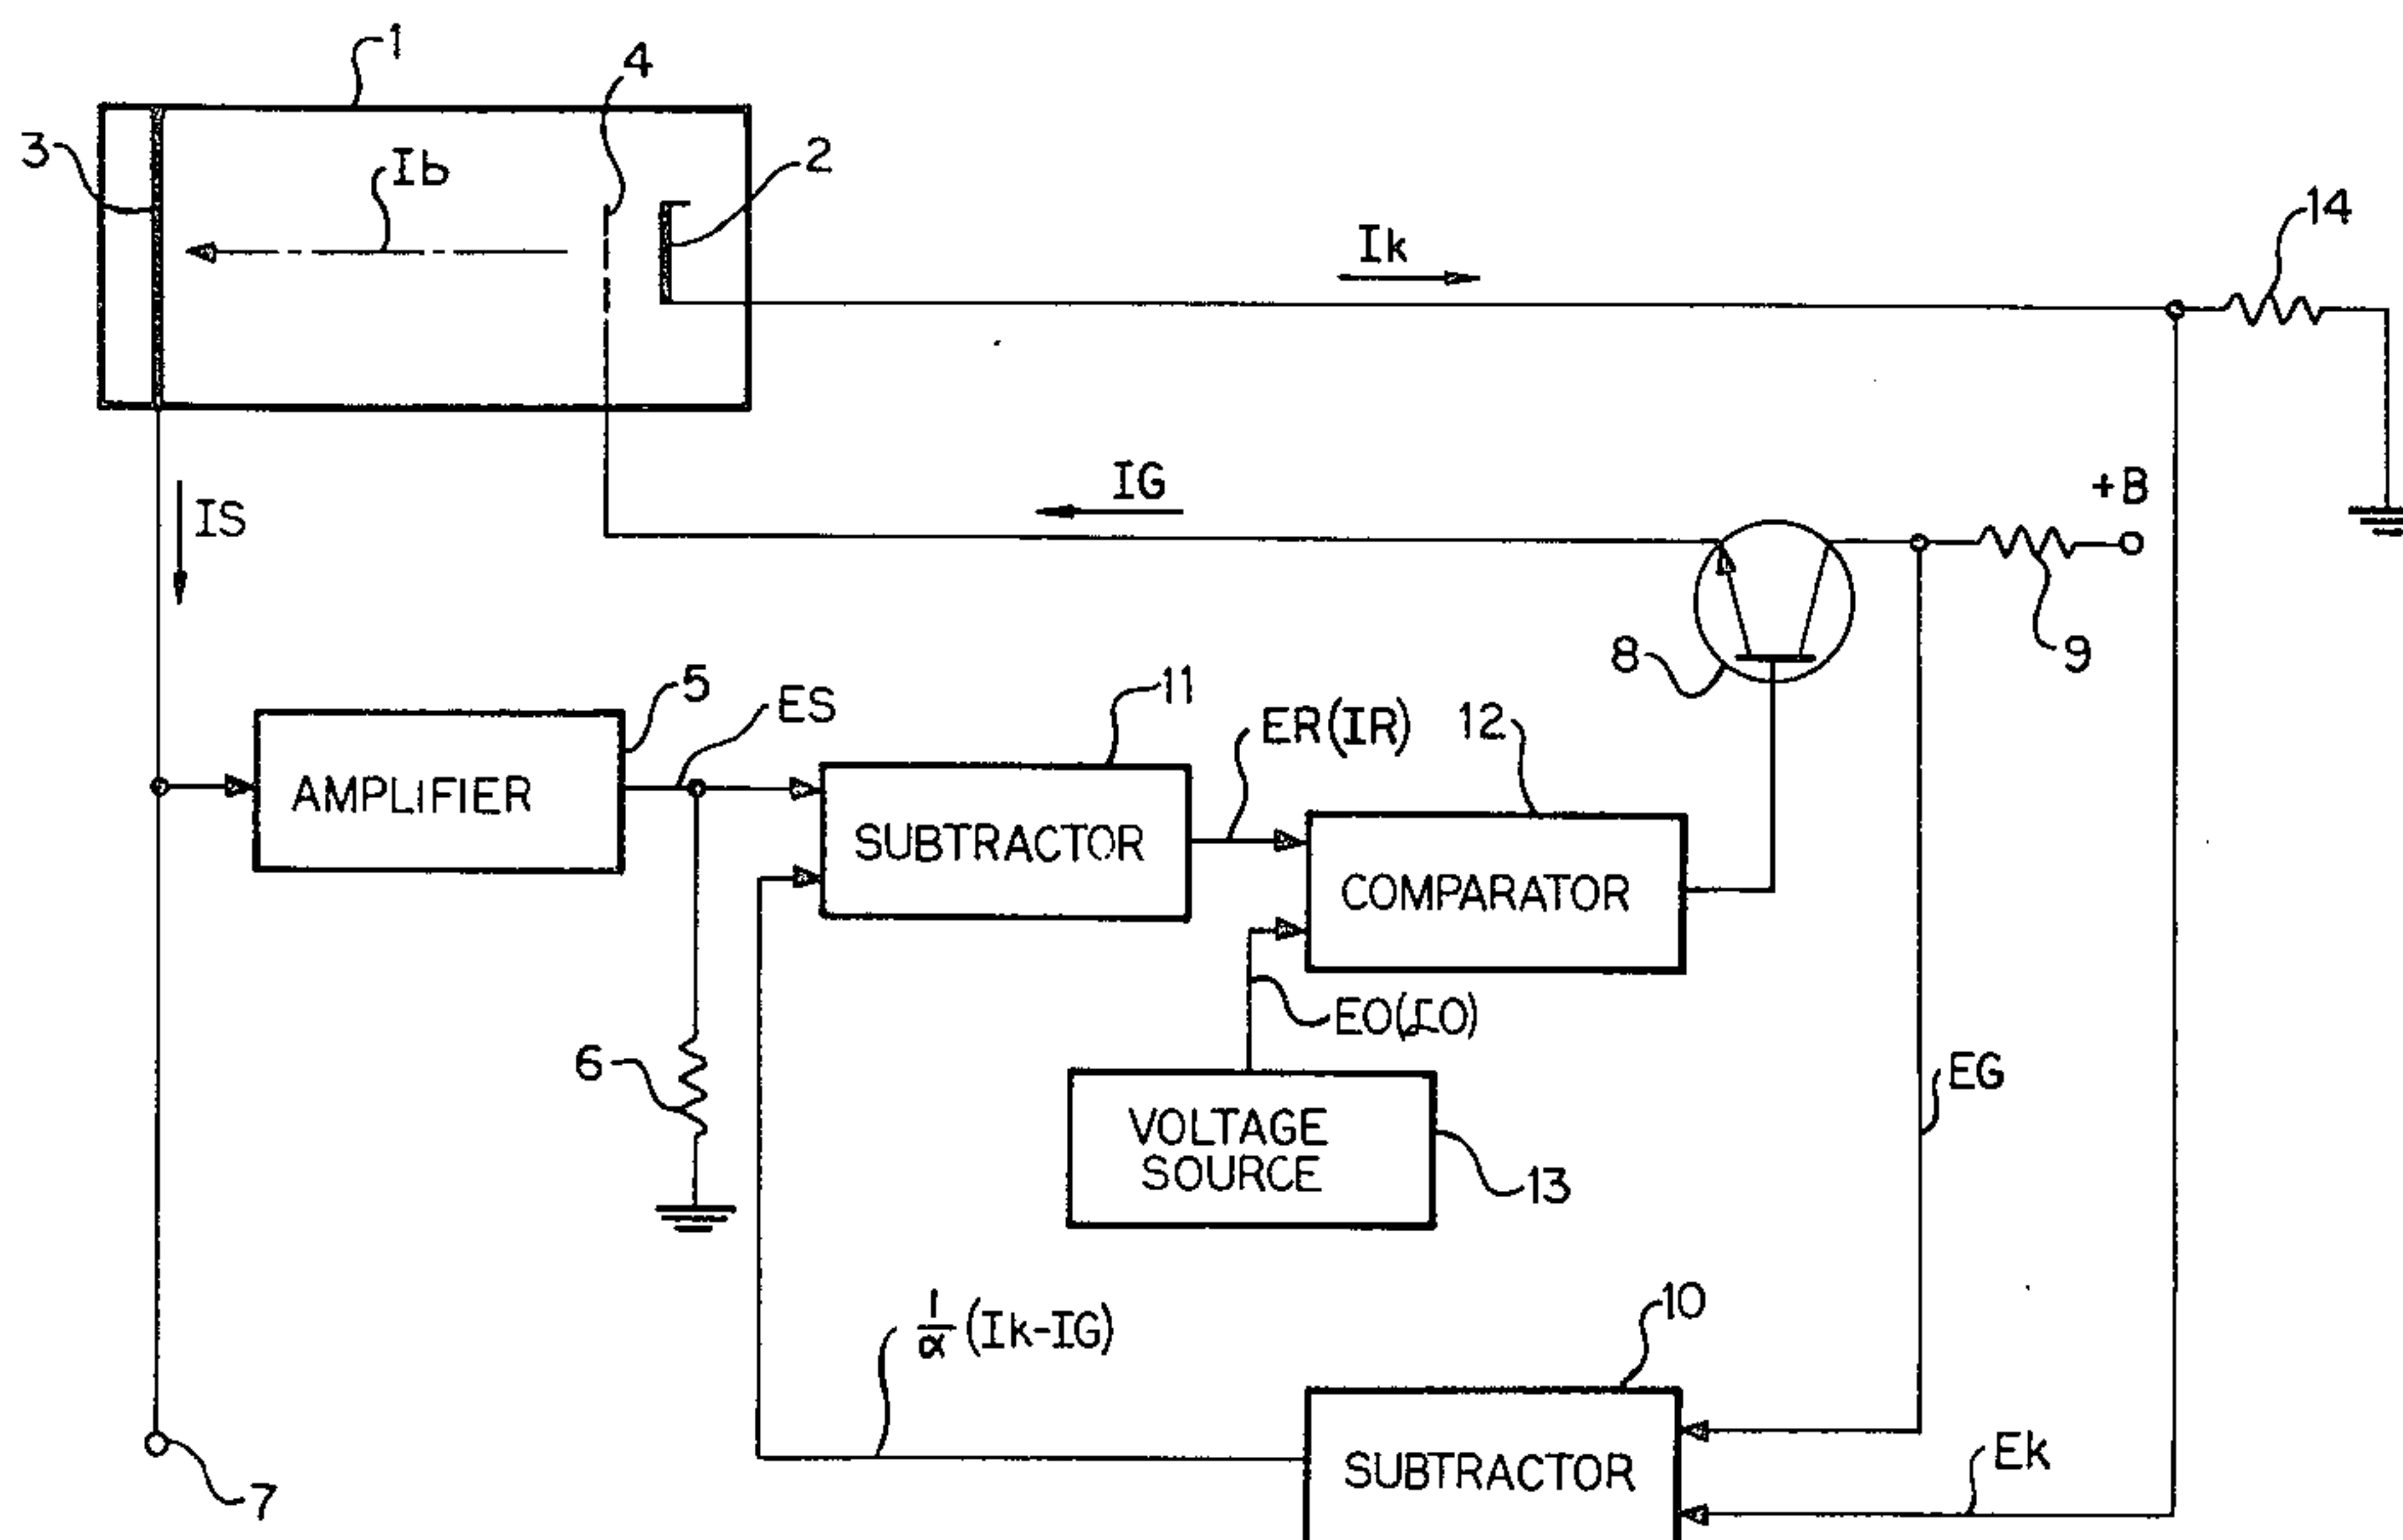 1
4
3
Ib
2
Ik
14
IG
+B
IS
8
9
5
ES
11
ER(IR)
12
AMPLIFIER
SUBTRACTOR
COMPARATOR
EO(IO)
6
EG
VOLTAGE
SOURCE
13
1/α (Ik-IG)
10
SUBTRACTOR
Ek
7